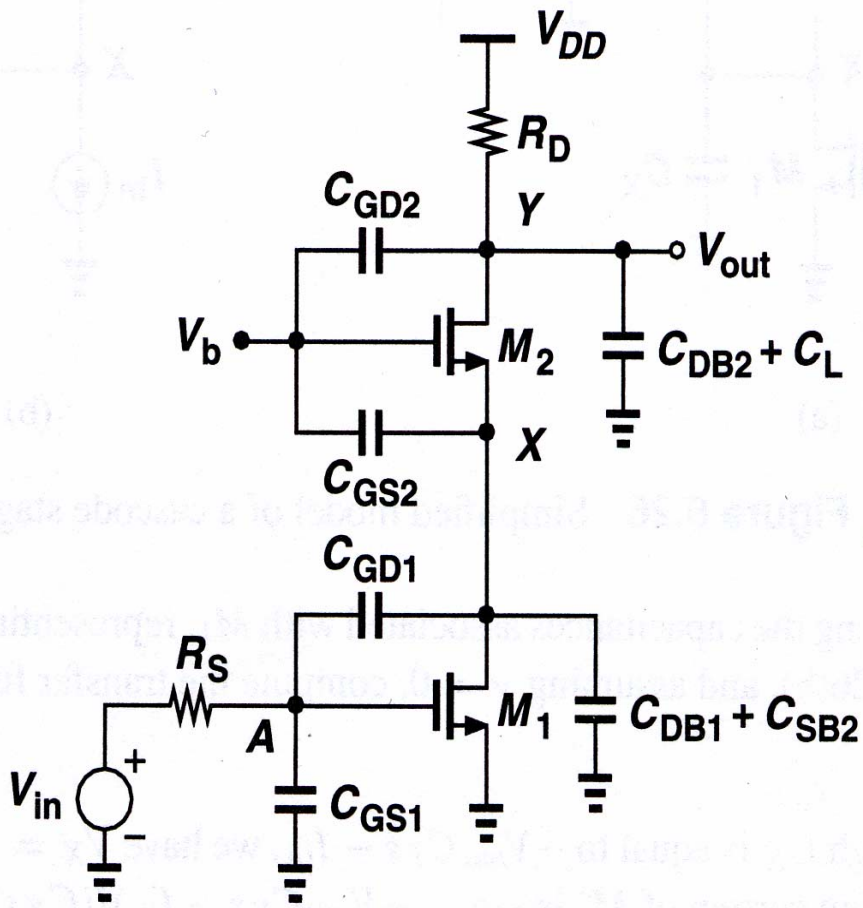 V_DD
R_D
C_GD2
Y
V_out
V_b
M_2
C_DB2 + C_L
X
C_GS2
C_GD1
R_S
M_1
C_DB1 + C_SB2
A
V_in
+
−
C_GS1